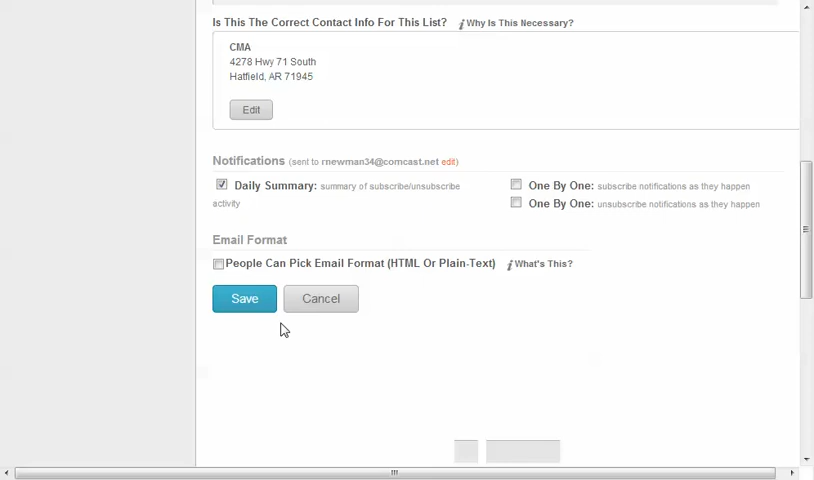 Is This The Correct Contact Info For This List? i Why Is This Necessary?
CMA
4278 Hwy 71 South
Hatfield, AR 71945
Edit
Notifications (sent to rnewman34@comcast.net edit)
Daily Summary: summary of subscribe/unsubscribe
activity
One By One: subscribe notifications as they happen
One By One: unsubscribe notifications as they happen
Email Format
People Can Pick Email Format (HTML Or Plain-Text) i What's This?
Save Cancel